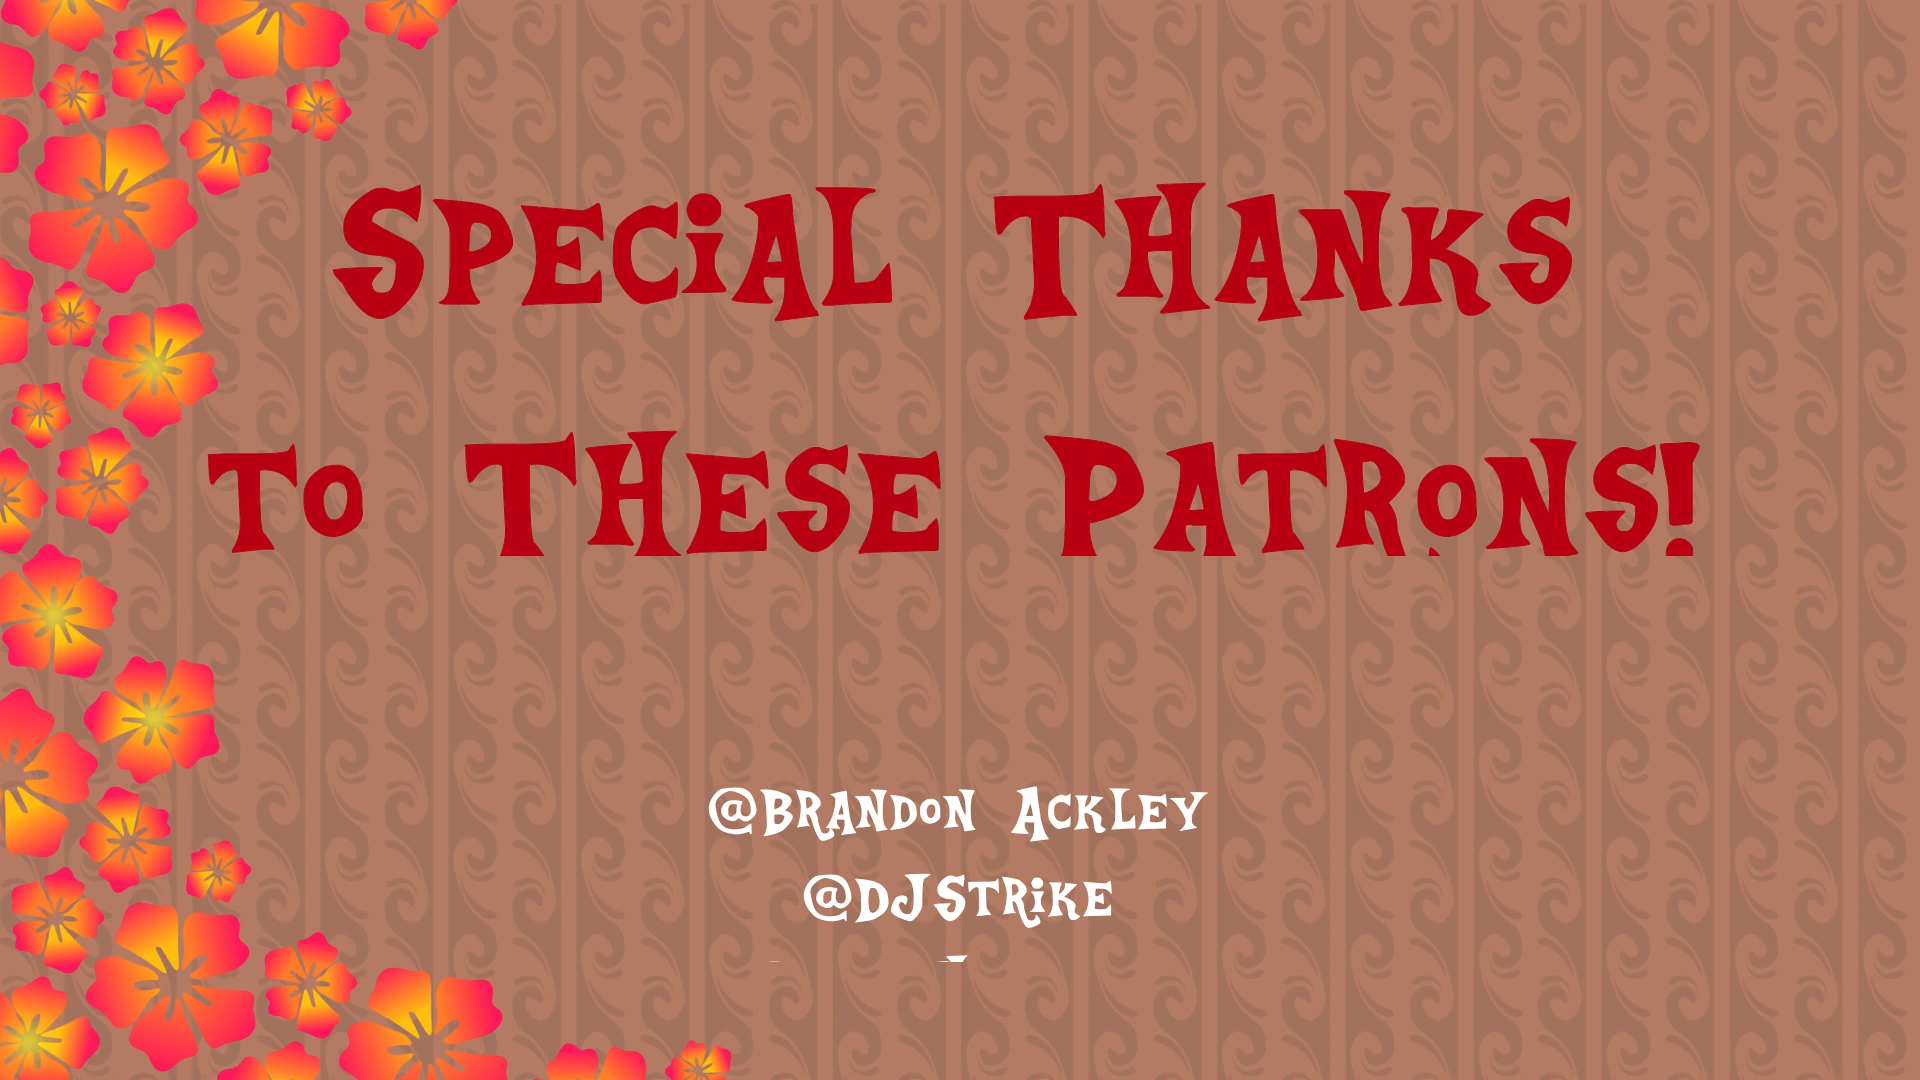 Special Thanks
to These Patrons!
@Brandon Ackley
@DJStrike